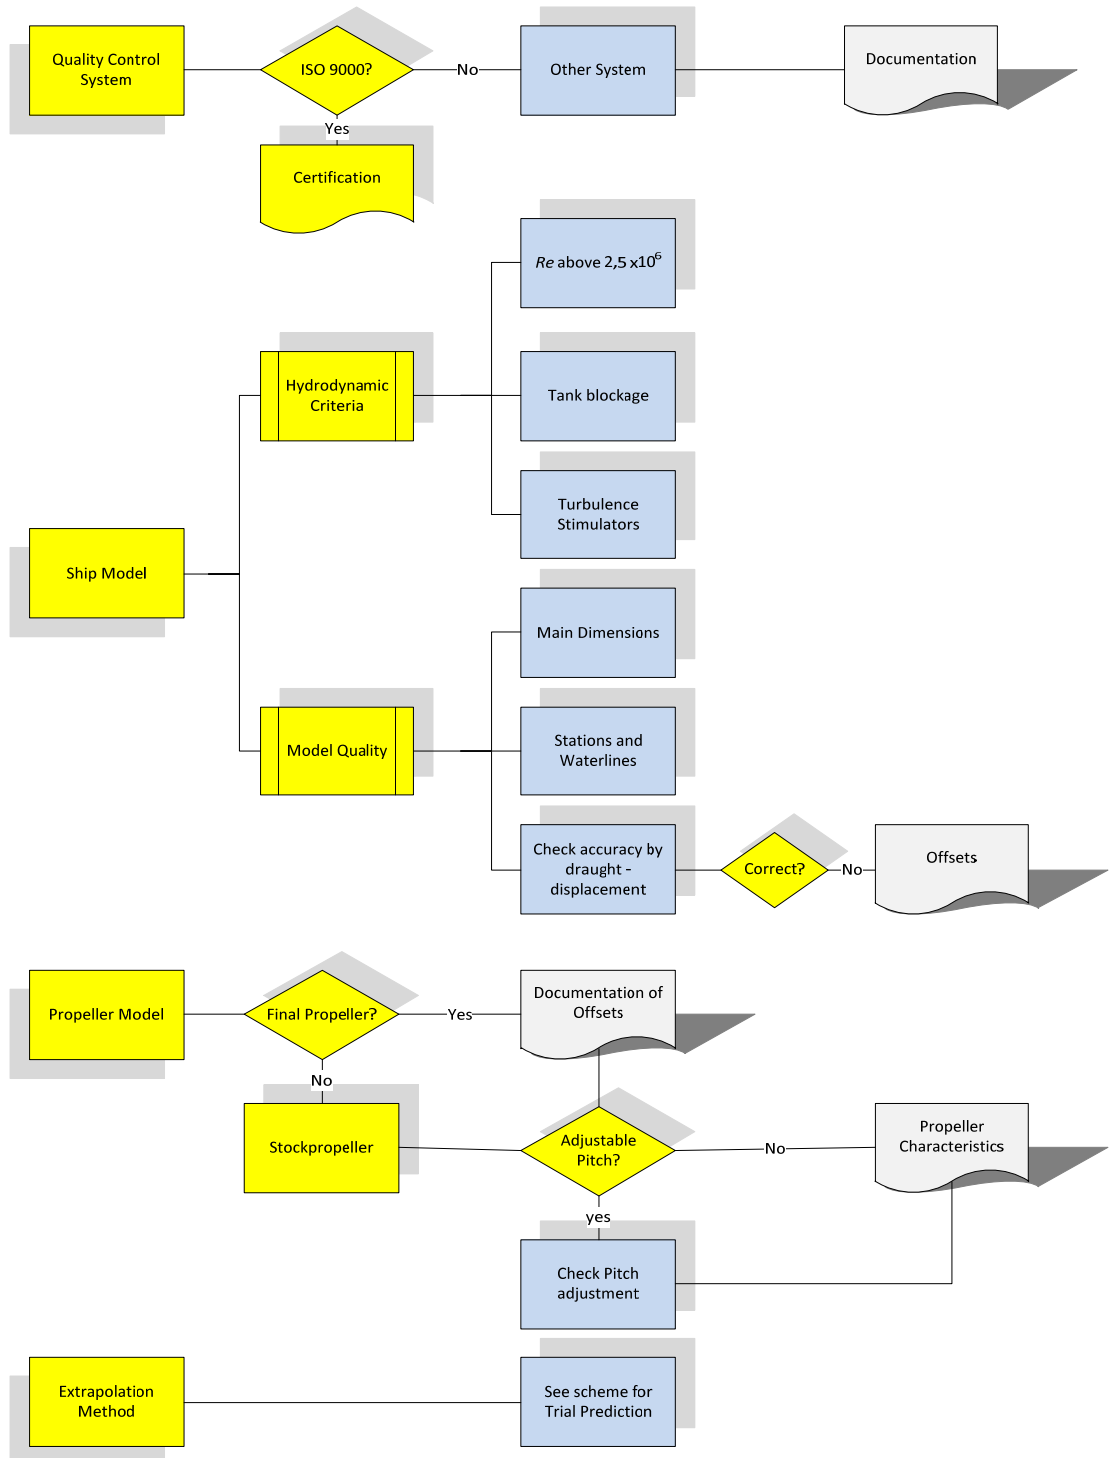 Quality Control
System
ISO 9000?
No
Other System
Documentation
Yes
Certification
Re above 2,5 x10⁶
Hydrodynamic
Criteria
Tank blockage
Turbulence
Stimulators
Ship Model
Main Dimensions
Model Quality
Stations and
Waterlines
Check accuracy by
draught -
displacement
Correct?
No
Offsets
Propeller Model
Final Propeller?
Yes
Documentation of
Offsets
No
Stockpropeller
Adjustable
Pitch?
No
Propeller
Characteristics
yes
Check Pitch
adjustment
Extrapolation
Method
See scheme for
Trial Prediction